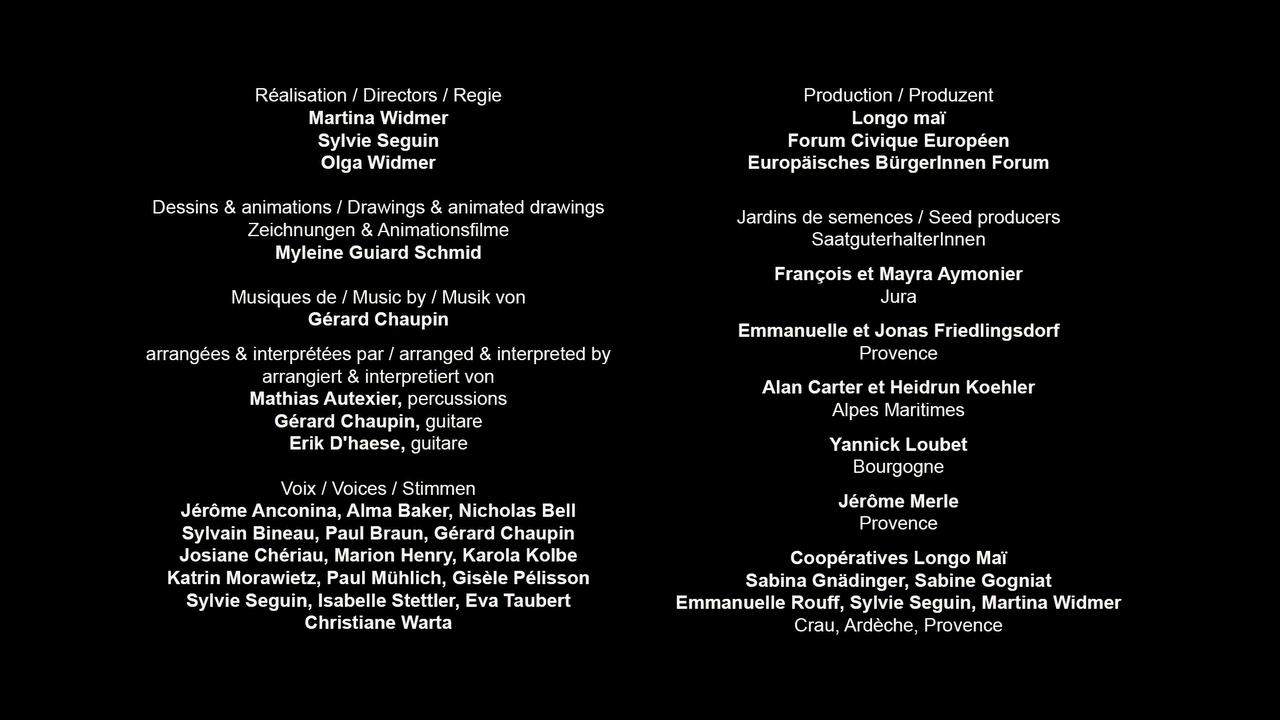 Réalisation / Directors / Regie
Martina Widmer
Sylvie Seguin
Olga Widmer
Dessins & animations / Drawings & animated drawings
Zeichnungen & Animationsfilme
Myleine Guiard Schmid
Musiques de / Music by / Musik von
Gérard Chaupin
arrangées & interprétées par / arranged & interpreted by
arrangiert & interpretiert von
Mathias Autexier, percussions
Gérard Chaupin, guitare
Erik D'haese, guitare
Voix / Voices / Stimmen
Jérôme Anconina, Alma Baker, Nicholas Bell
Sylvain Bineau, Paul Braun, Gérard Chaupin
Josiane Chériau, Marion Henry, Karola Kolbe
Katrin Morawietz, Paul Mühlich, Gisèle Pélisson
Sylvie Seguin, Isabelle Stettler, Eva Taubert
Christiane Warta
Production / Produzent
Longo maï
Forum Civique Européen
Europäisches BürgerInnen Forum
Jardins de semences / Seed producers
SaatguterhalterInnen
François et Mayra Aymonier
Jura
Emmanuelle et Jonas Friedlingsdorf
Provence
Alan Carter et Heidrun Koehler
Alpes Maritimes
Yannick Loubet
Bourgogne
Jérôme Merle
Provence
Coopératives Longo Maï
Sabina Gnädinger, Sabine Gogniat
Emmanuelle Rouff, Sylvie Seguin, Martina Widmer
Crau, Ardèche, Provence